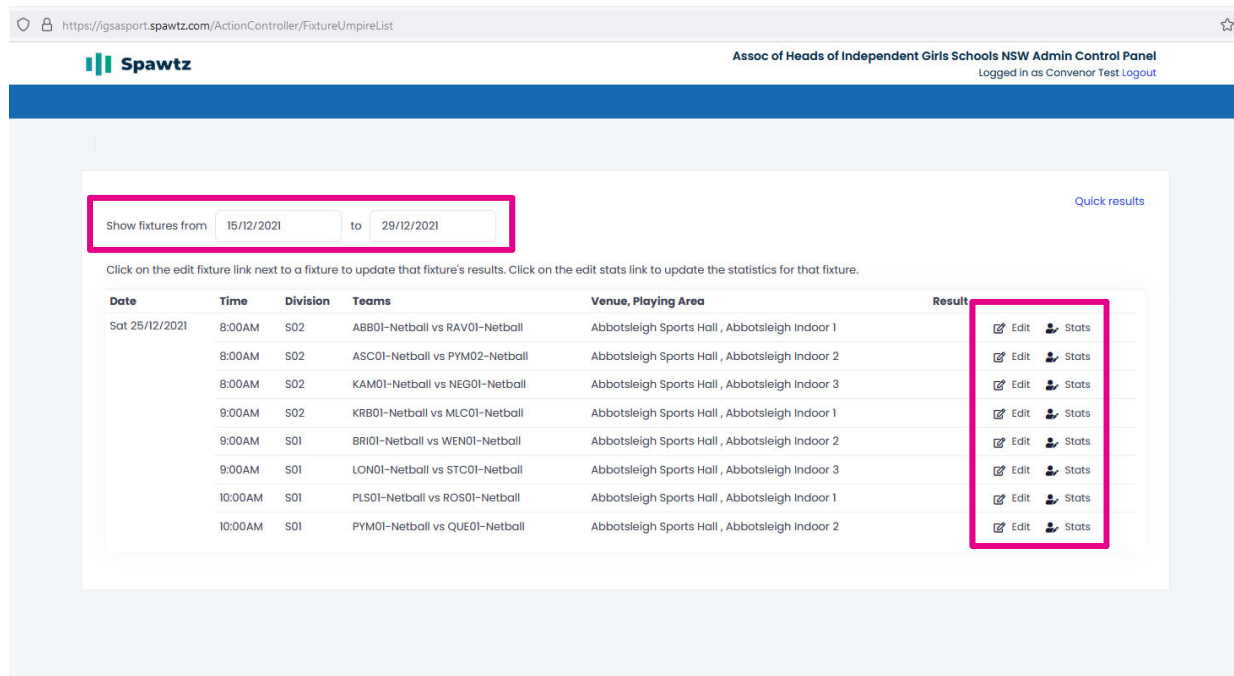 https://igsasport.spawtz.com/ActionController/FixtureUmpireList
Spawtz
Assoc of Heads of Independent Girls Schools NSW Admin Control Panel
Logged in as Convenor Test Logout
Quick results
Show fixtures from 15/12/2021 to 29/12/2021
Click on the edit fixture link next to a fixture to update that fixture's results. Click on the edit stats link to update the statistics for that fixture.
Date Time Division Teams Venue, Playing Area Result
Sat 25/12/2021 8:00AM S02 ABB01-Netball vs RAV01-Netball Abbotsleigh Sports Hall , Abbotsleigh Indoor 1 Edit Stats
8:00AM S02 ASC01-Netball vs PYM02-Netball Abbotsleigh Sports Hall , Abbotsleigh Indoor 2 Edit Stats
8:00AM S02 KAM01-Netball vs NEG01-Netball Abbotsleigh Sports Hall , Abbotsleigh Indoor 3 Edit Stats
9:00AM S02 KRB01-Netball vs MLC01-Netball Abbotsleigh Sports Hall , Abbotsleigh Indoor 1 Edit Stats
9:00AM S01 BRI01-Netball vs WEN01-Netball Abbotsleigh Sports Hall , Abbotsleigh Indoor 2 Edit Stats
9:00AM S01 LON01-Netball vs STC01-Netball Abbotsleigh Sports Hall , Abbotsleigh Indoor 3 Edit Stats
10:00AM S01 PLS01-Netball vs ROS01-Netball Abbotsleigh Sports Hall , Abbotsleigh Indoor 1 Edit Stats
10:00AM S01 PYM01-Netball vs QUE01-Netball Abbotsleigh Sports Hall , Abbotsleigh Indoor 2 Edit Stats